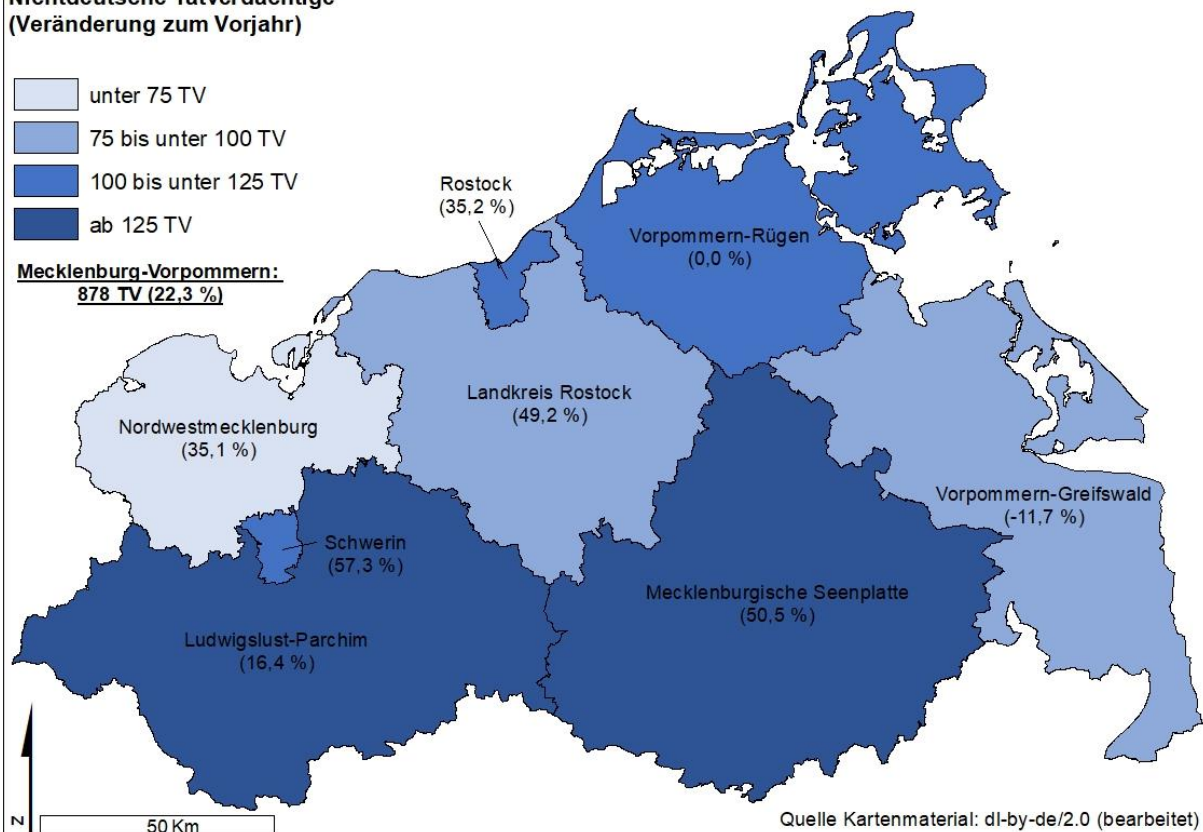 Nichtdeutsche Tatverdächtige
(Veränderung zum Vorjahr)
unter 75 TV
75 bis unter 100 TV
100 bis unter 125 TV
ab 125 TV
Mecklenburg-Vorpommern:
878 TV (22,3 %)
Rostock
(35,2 %)
Vorpommern-Rügen
(0,0 %)
Landkreis Rostock
(49,2 %)
Nordwestmecklenburg
(35,1 %)
Vorpommern-Greifswald
(-11,7 %)
Schwerin
(57,3 %)
Mecklenburgische Seenplatte
(50,5 %)
Ludwigslust-Parchim
(16,4 %)
N
50 Km
Quelle Kartenmaterial: dl-by-de/2.0 (bearbeitet)